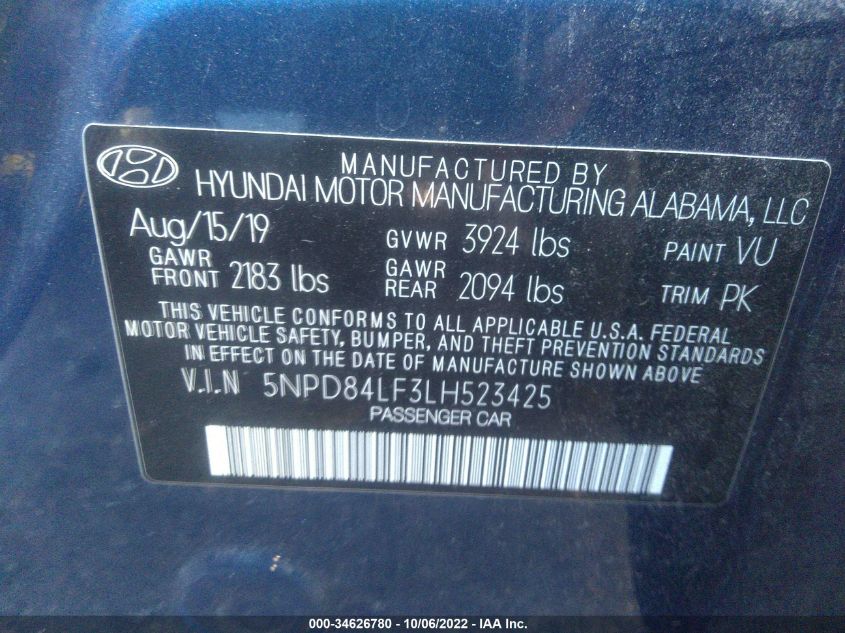 MANUFACTURED BY
HYUNDAI MOTOR MANUFACTURING ALABAMA, LLC
Aug/15/19 GVWR 3924 lbs PAINT VU
GAWR FRONT 2183 lbs GAWR REAR 2094 lbs TRIM PK
THIS VEHICLE CONFORMS TO ALL APPLICABLE U.S.A. FEDERAL
MOTOR VEHICLE SAFETY, BUMPER, AND THEFT PREVENTION STANDARDS
IN EFFECT ON THE DATE OF MANUFACTURE SHOWN ABOVE
V.I.N 5NPD84LF3LH523425
PASSENGER CAR
000-34626780 - 10/06/2022 - IAA Inc.